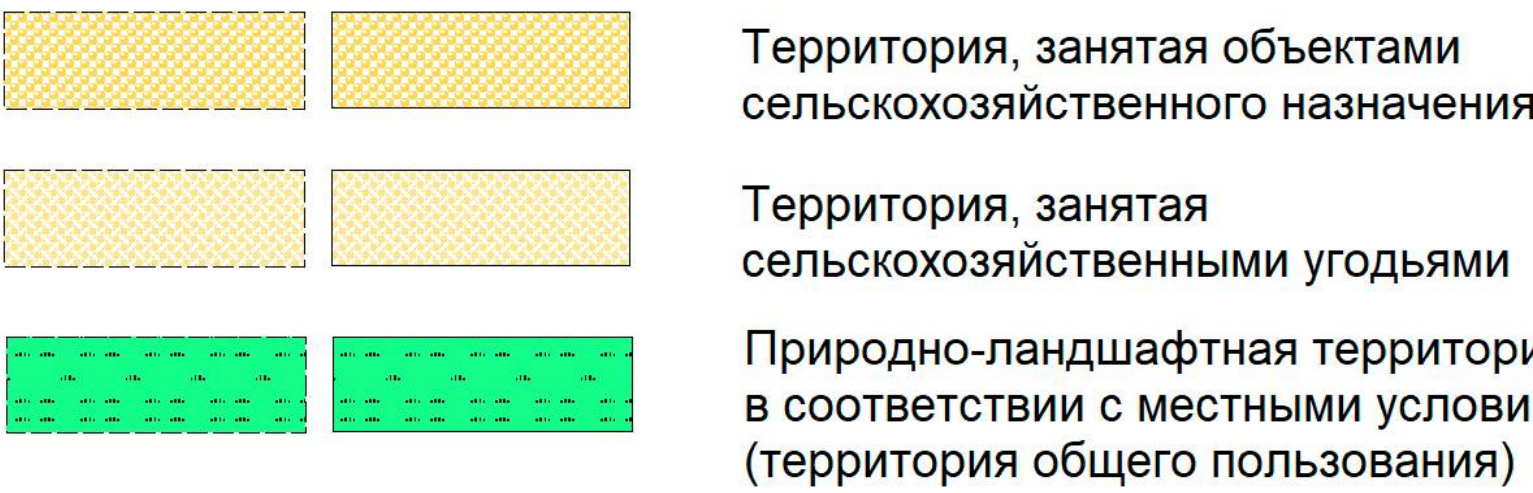 Территория, занятая объектами
сельскохозяйственного назначения
Территория, занятая
сельскохозяйственными угодьями
Природно-ландшафтная территори
в соответствии с местными услови
(территория общего пользования)